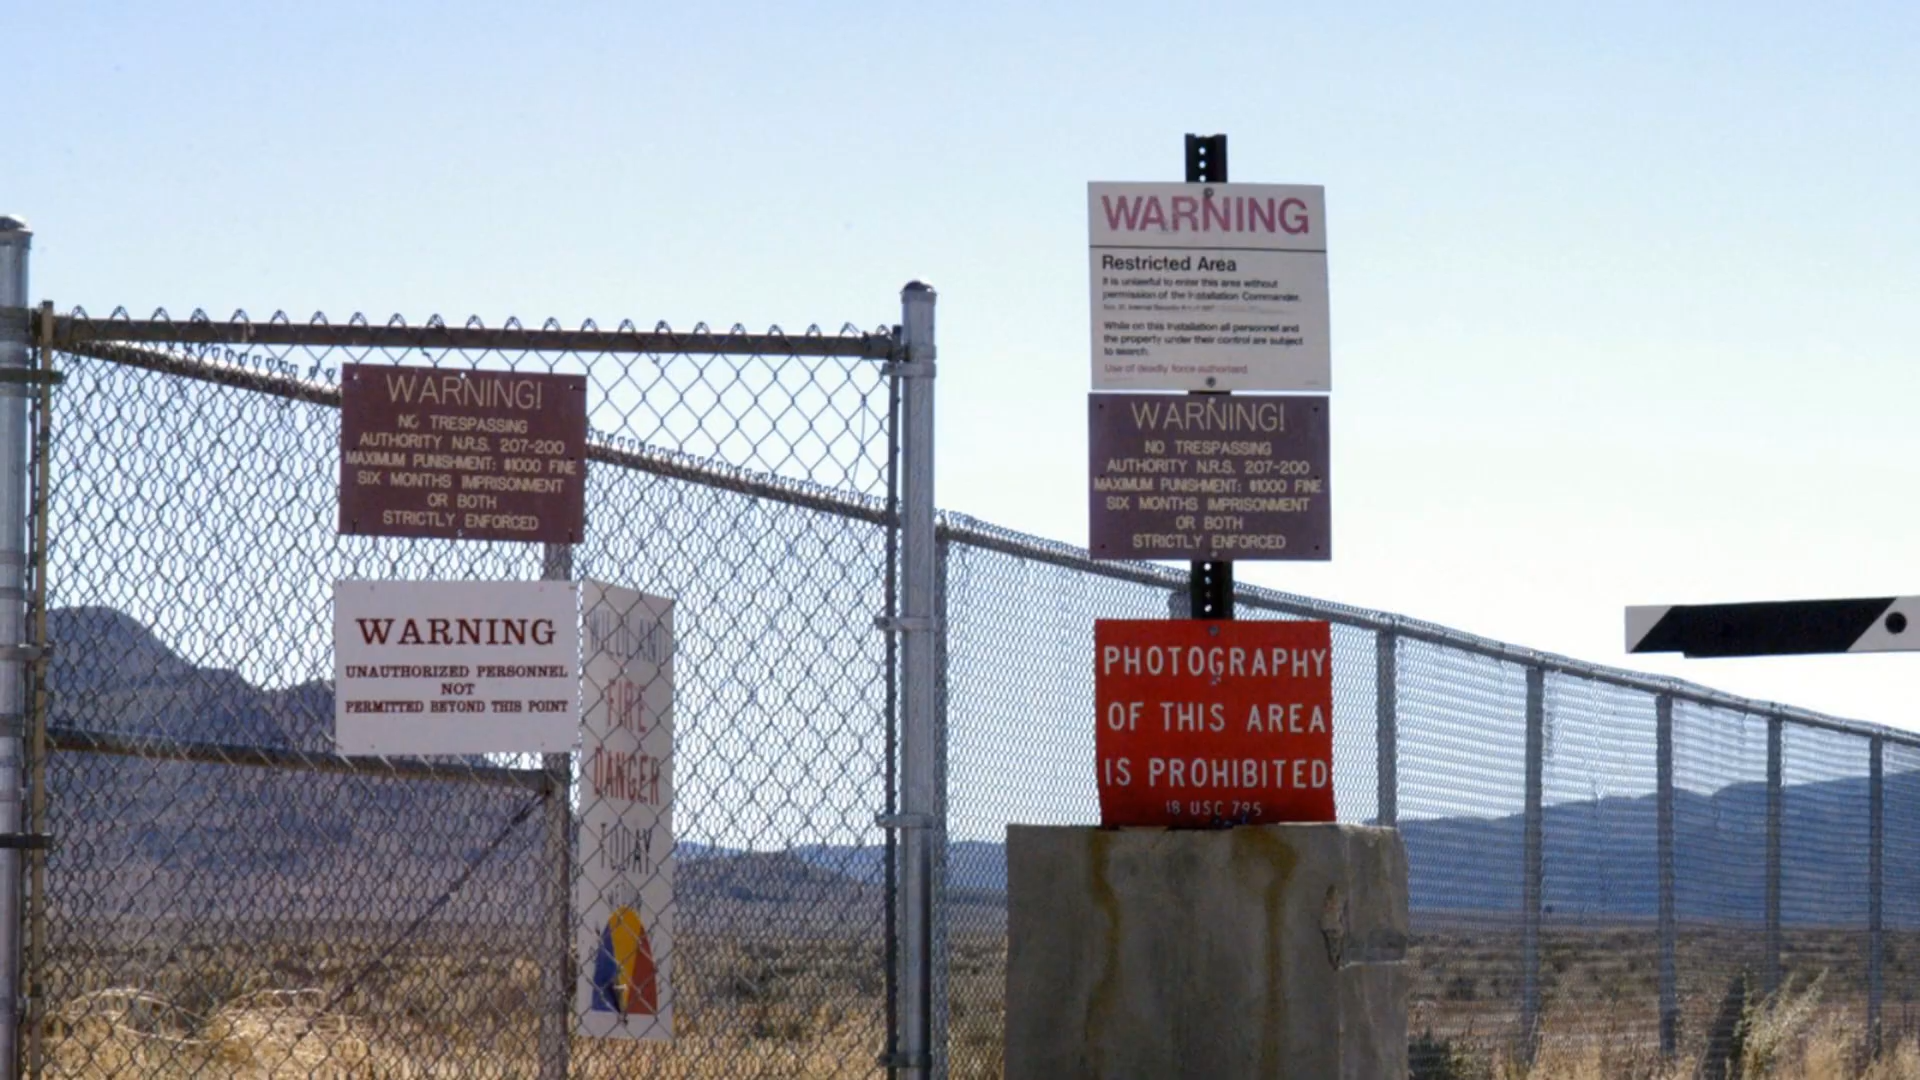 WARNING!
NO TRESPASSING
AUTHORITY N.R.S. 207-200
MAXIMUM PUNISHMENT: $1000 FINE
SIX MONTHS IMPRISONMENT
OR BOTH
STRICTLY ENFORCED
WARNING
UNAUTHORIZED PERSONNEL
NOT
PERMITTED BEYOND THIS POINT
WILDLAND
FIRE
DANGER
TODAY
WARNING
Restricted Area
It is unlawful to enter this area without
permission of the Installation Commander.
While on this Installation all personnel and
the property under their control are subject
to search.
Use of deadly force authorized.
WARNING!
NO TRESPASSING
AUTHORITY N.R.S. 207-200
MAXIMUM PUNISHMENT: $1000 FINE
SIX MONTHS IMPRISONMENT
OR BOTH
STRICTLY ENFORCED
PHOTOGRAPHY
OF THIS AREA
IS PROHIBITED
18 USC 795